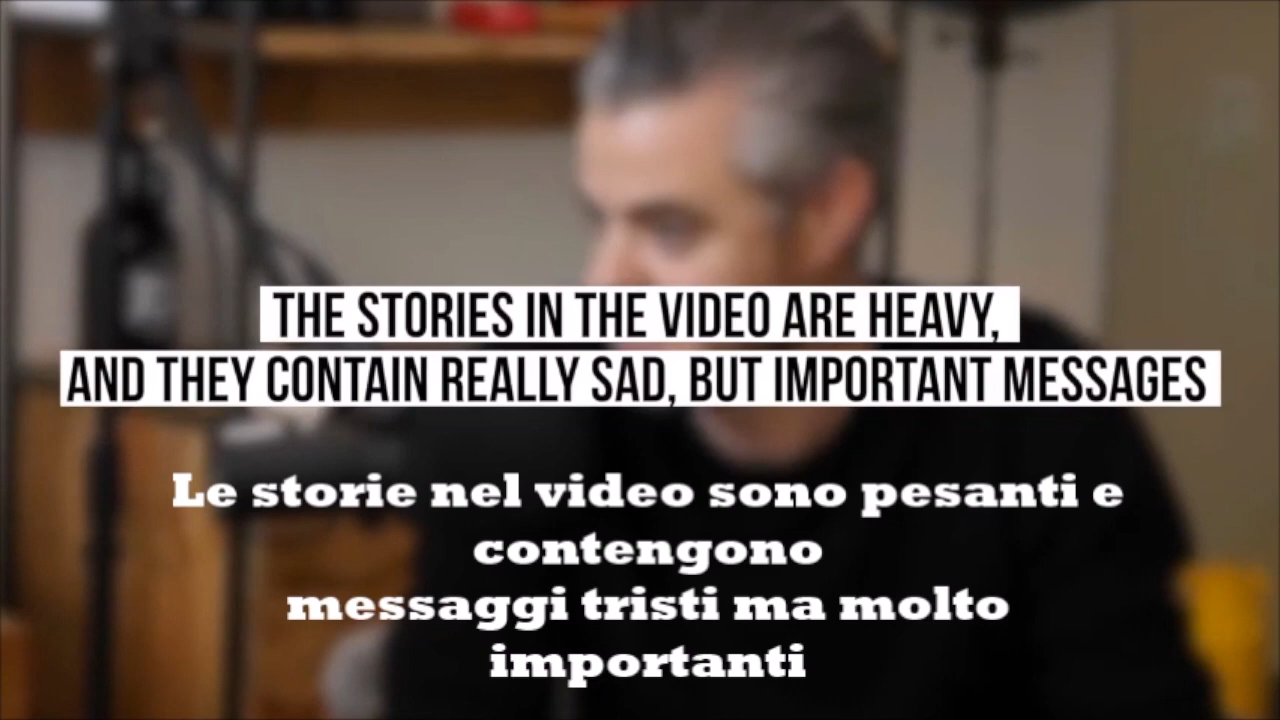 THE STORIES IN THE VIDEO ARE HEAVY,
AND THEY CONTAIN REALLY SAD, BUT IMPORTANT MESSAGES
Le storie nel video sono pesanti e
contengono
messaggi tristi ma molto
importanti